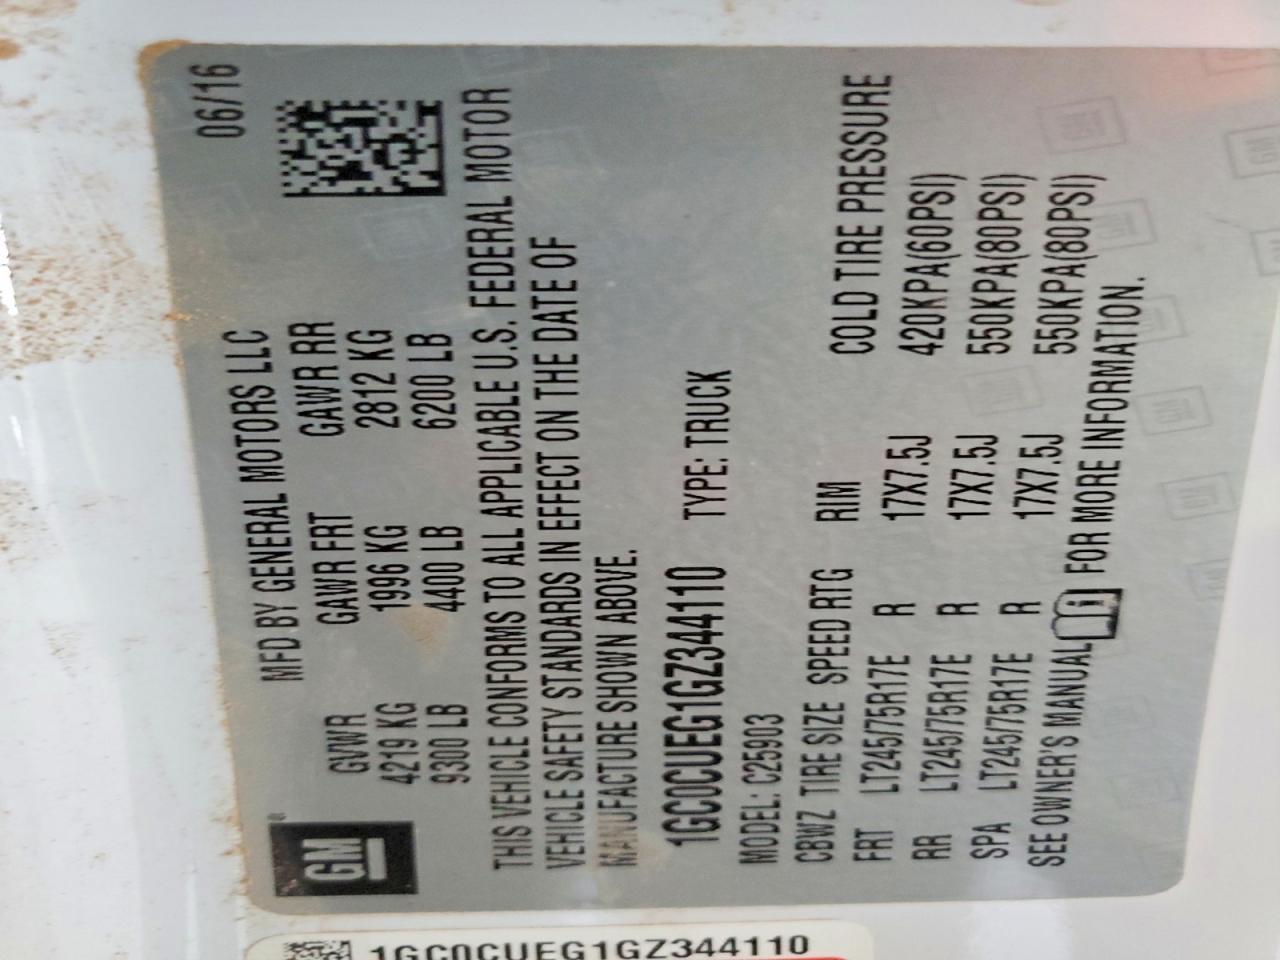 GM
MFD BY GENERAL MOTORS LLC 06/16
GVWR GAWR FRT GAWR RR
4219 KG 1996 KG 2812 KG
9300 LB 4400 LB 6200 LB
THIS VEHICLE CONFORMS TO ALL APPLICABLE U.S. FEDERAL MOTOR
VEHICLE SAFETY STANDARDS IN EFFECT ON THE DATE OF
MANUFACTURE SHOWN ABOVE.
1GC0CUEG1GZ344110 TYPE: TRUCK
MODEL: C25903
CBWZ TIRE SIZE SPEED RTG RIM COLD TIRE PRESSURE
FRT LT245/75R17E R 17X7.5J 420KPA(60PSI)
RR LT245/75R17E R 17X7.5J 550KPA(80PSI)
SPA LT245/75R17E R 17X7.5J 550KPA(80PSI)
SEE OWNER'S MANUAL i FOR MORE INFORMATION.
1GC0CUEG1GZ344110